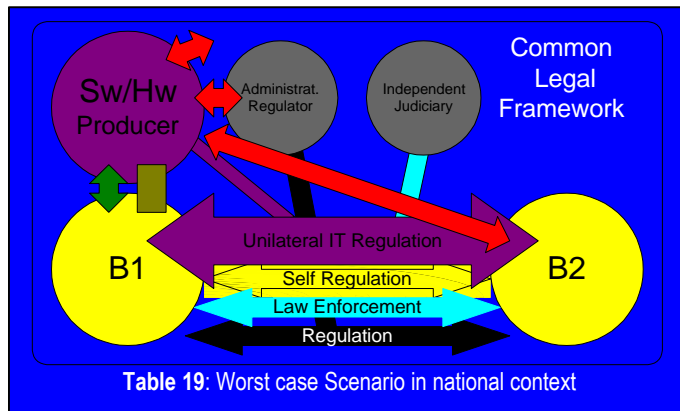 Sw/Hw
Producer
Administrat.
Regulator
Independent
Judiciary
Common
Legal
Framework
B1
Unilateral IT Regulation
Self Regulation
Law Enforcement
Regulation
B2
Table 19: Worst case Scenario in national context